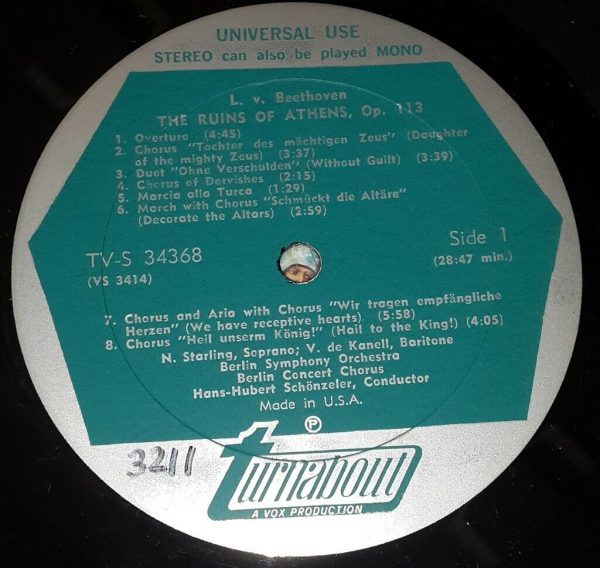 UNIVERSAL USE
STEREO can also be played MONO
L. v. Beethoven
THE RUINS OF ATHENS, Op. 113
1. Overture (4:45)
2. Chorus "Tochter des mächtigen Zeus" (Daughter
of the mighty Zeus) (3:37)
3. Duet "Ohne Verschulden" (Without Guilt) (3:39)
4. Chorus of Dervishes (2:15)
5. Marcia alla Turca (1:29)
6. March with Chorus "Schmückt die Altäre"
(Decorate the Altars) (2:59)
TV-S 34368
(VS 3414)
Side 1
(28:47 min.)
7. Chorus and Aria with Chorus "Wir tragen empfängliche
Herzen" (We have receptive hearts) (5:58)
8. Chorus "Heil unserm König!" (Hail to the King!) (4:05)
N. Starling, Soprano; V. de Kanell, Baritone
Berlin Symphony Orchestra
Berlin Concert Chorus
Hans-Hubert Schönzeler, Conductor
Made in U.S.A.
℗
3211
turnabout
A VOX PRODUCTION